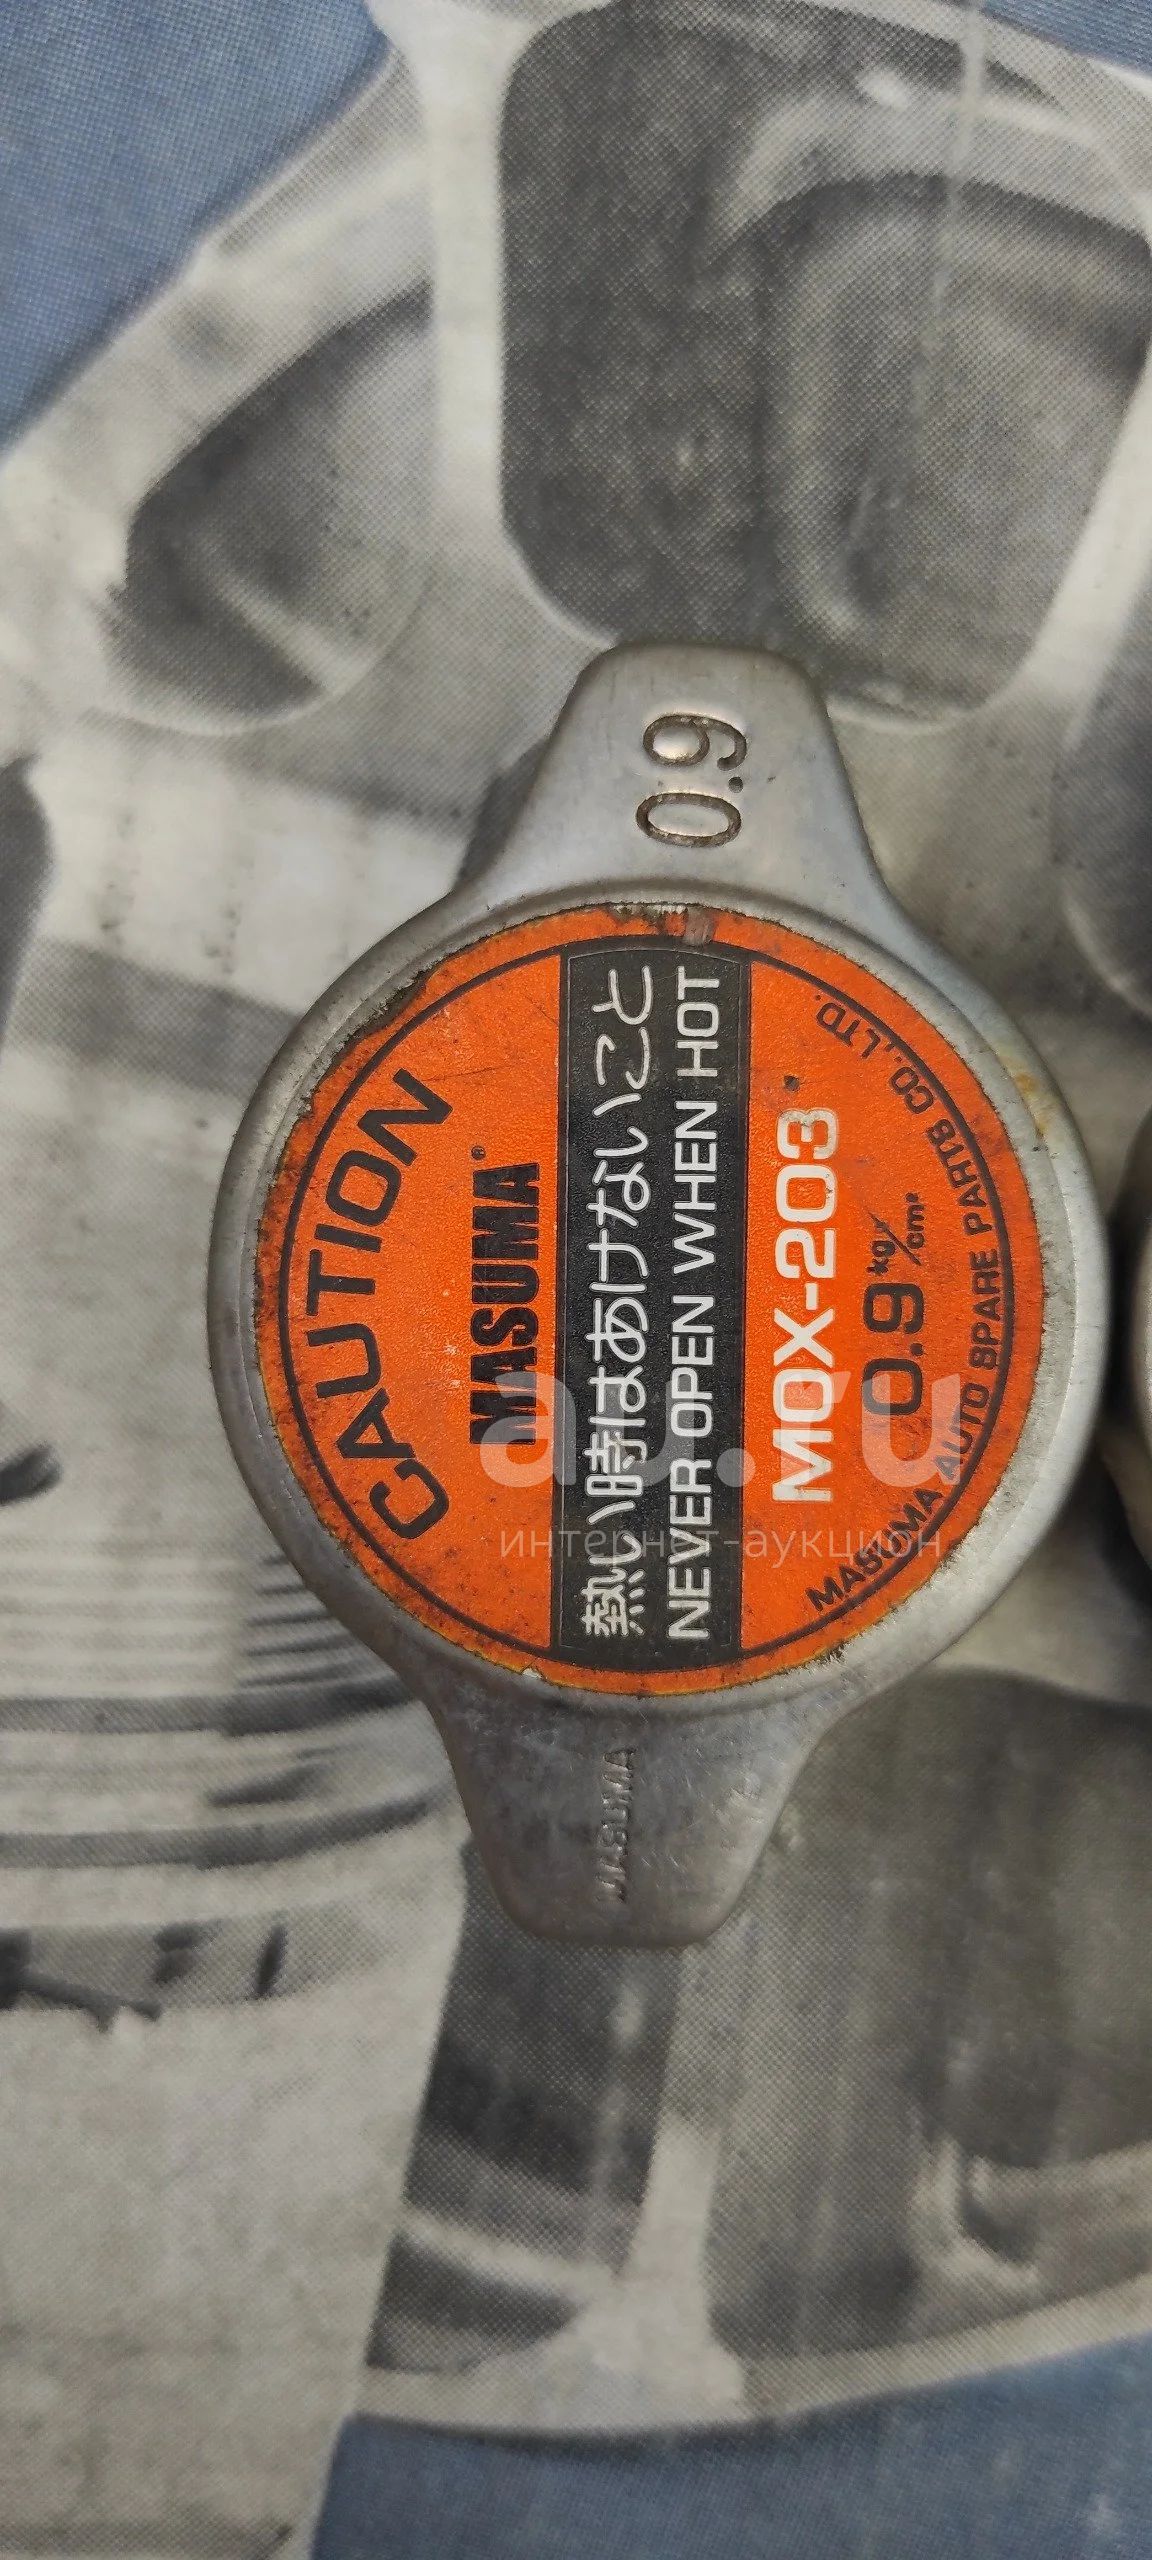 0.9
CAUTION
MASUMA®
熱い時はあけないこと
NEVER OPEN WHEN HOT
MOX-203
0.9 kg/cm²
MASUMA AUTO SPARE PARTS CO.,LTD.
MASUMA
au.ru
интернет-аукцион